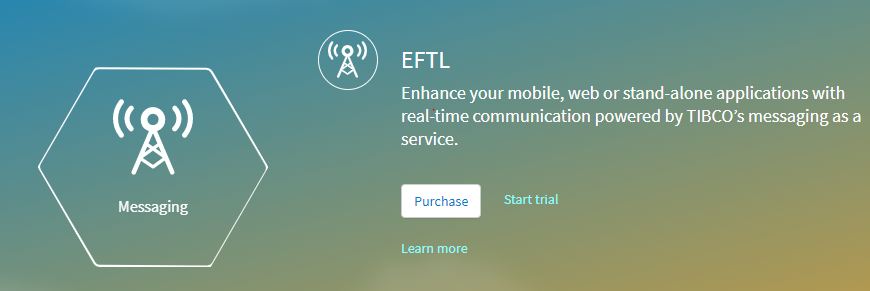 Messaging
EFTL
Enhance your mobile, web or stand-alone applications with
real-time communication powered by TIBCO’s messaging as a
service.
Purchase
Start trial
Learn more